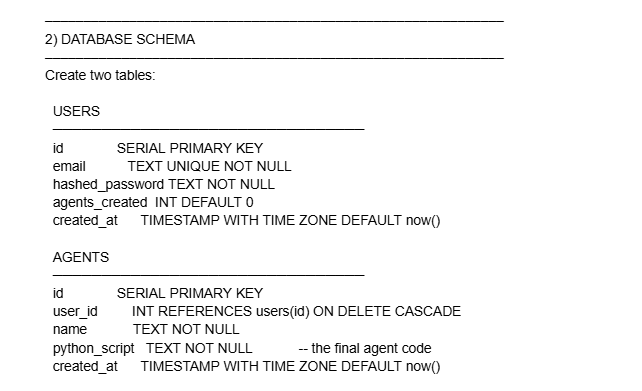 2) DATABASE SCHEMA
Create two tables:
USERS
id SERIAL PRIMARY KEY
email TEXT UNIQUE NOT NULL
hashed_password TEXT NOT NULL
agents_created INT DEFAULT 0
created_at TIMESTAMP WITH TIME ZONE DEFAULT now()
AGENTS
id SERIAL PRIMARY KEY
user_id INT REFERENCES users(id) ON DELETE CASCADE
name TEXT NOT NULL
python_script TEXT NOT NULL -- the final agent code
created_at TIMESTAMP WITH TIME ZONE DEFAULT now()